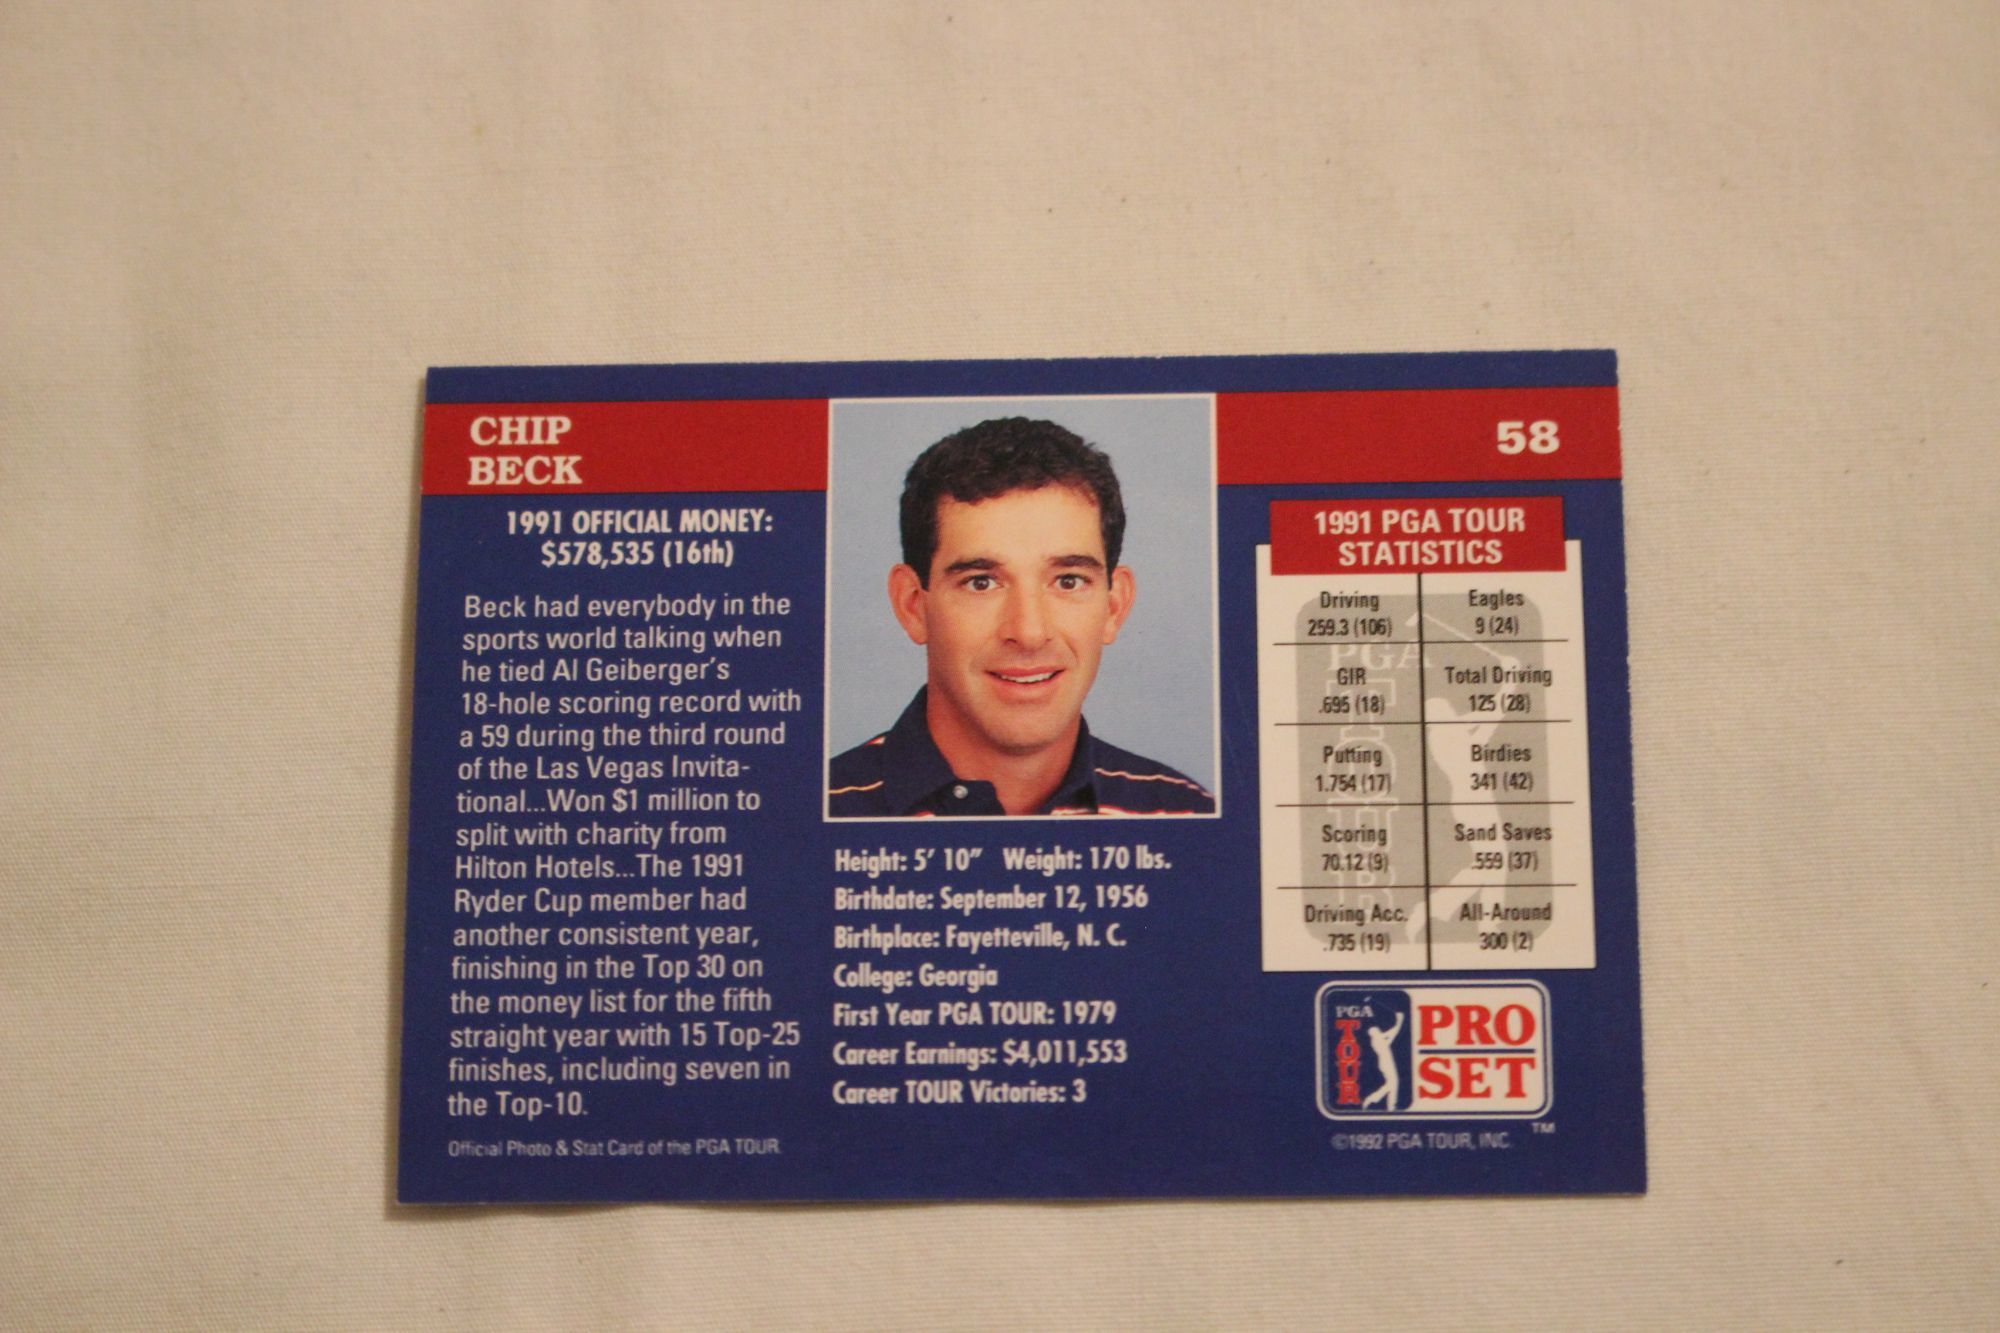 CHIP
BECK
58
1991 OFFICIAL MONEY:
$578,535 (16th)
Beck had everybody in the
sports world talking when
he tied Al Geiberger's
18-hole scoring record with
a 59 during the third round
of the Las Vegas Invita-
tional...Won $1 million to
split with charity from
Hilton Hotels...The 1991
Ryder Cup member had
another consistent year,
finishing in the Top 30 on
the money list for the fifth
straight year with 15 Top-25
finishes, including seven in
the Top-10.
Official Photo & Stat Card of the PGA TOUR
Height: 5' 10" Weight: 170 lbs.
Birthdate: September 12, 1956
Birthplace: Fayetteville, N. C.
College: Georgia
First Year PGA TOUR: 1979
Career Earnings: $4,011,553
Career TOUR Victories: 3
1991 PGA TOUR
STATISTICS
Driving
259.3 (106)
Eagles
9 (24)
GIR
.695 (18)
Total Driving
125 (28)
Putting
1.754 (17)
Birdies
341 (42)
Scoring
70.12 (9)
Sand Saves
.559 (37)
Driving Acc.
.735 (19)
All-Around
300 (2)
PGA
TOUR
PGA
TOUR
PRO
SET
TM
©1992 PGA TOUR, INC.